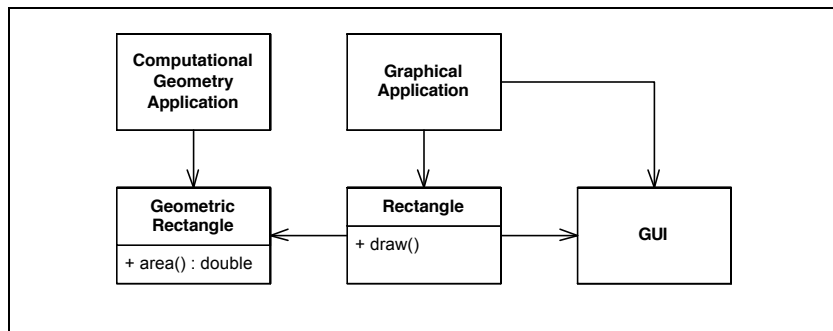 Computational
Geometry
Application
Graphical
Application
Geometric
Rectangle
+ area() : double
Rectangle
+ draw()
GUI